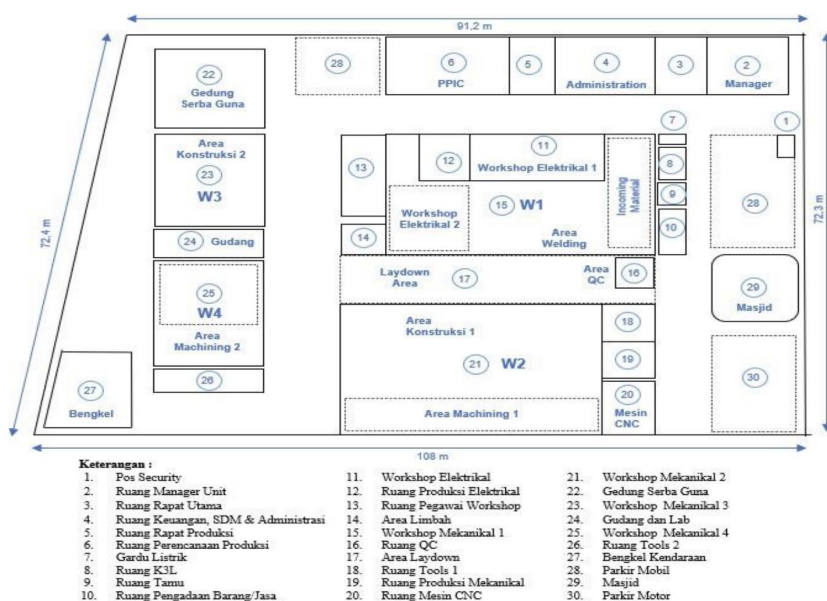 91,2 m
22
Gedung
Serba Guna
28
6
PPIC
5
4
Administration
3
2
Manager
72,4 m
72,3 m
Area
Konstruksi 2
23
W3
24 Gudang
25
W4
Area
Machining 2
26
27
Bengkel
13
14
12
11
Workshop Elektrikal 1
15 W1
Workshop
Elektrikal 2
Area
Welding
Incoming
Material
7
8
9
10
1
28
29
Masjid
30
Laydown
Area
17
Area
QC
16
Area
Konstruksi 1
21 W2
Area Machining 1
18
19
20
Mesin
CNC
108 m
Keterangan :
1. Pos Security
2. Ruang Manager Unit
3. Ruang Rapat Utama
4. Ruang Keuangan, SDM & Administrasi
5. Ruang Rapat Produksi
6. Ruang Perencanaan Produksi
7. Gardu Listrik
8. Ruang K3L
9. Ruang Tamu
10. Ruang Pengadaan Barang/Jasa
11. Workshop Elektrikal
12. Ruang Produksi Elektrikal
13. Ruang Pegawai Workshop
14. Area Limbah
15. Workshop Mekanikal 1
16. Ruang QC
17. Area Laydown
18. Ruang Tools 1
19. Ruang Produksi Mekanikal
20. Ruang Mesin CNC
21. Workshop Mekanikal 2
22. Gedung Serba Guna
23. Workshop Mekanikal 3
24. Gudang dan Lab
25. Workshop Mekanikal 4
26. Ruang Tools 2
27. Bengkel Kendaraan
28. Parkir Mobil
29. Masjid
30. Parkir Motor